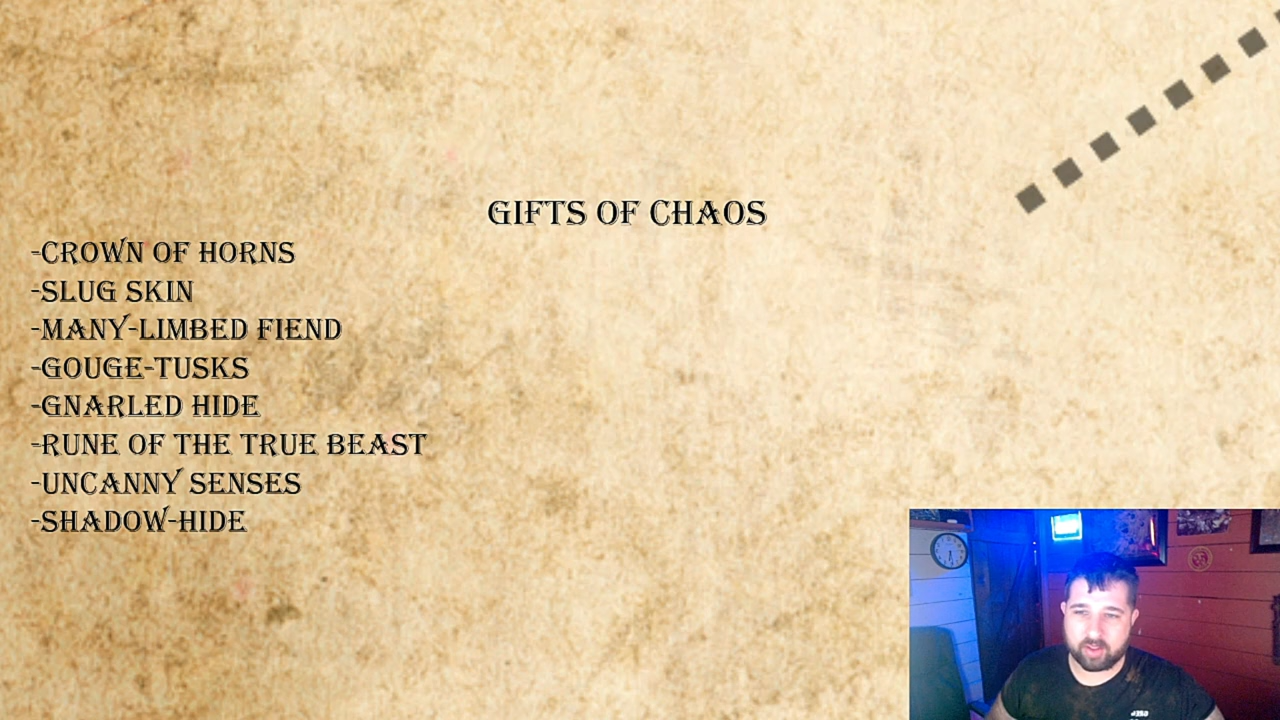 GIFTS OF CHAOS
-CROWN OF HORNS
-SLUG SKIN
-MANY-LIMBED FIEND
-GOUGE-TUSKS
-GNARLED HIDE
-RUNE OF THE TRUE BEAST
-UNCANNY SENSES
-SHADOW-HIDE